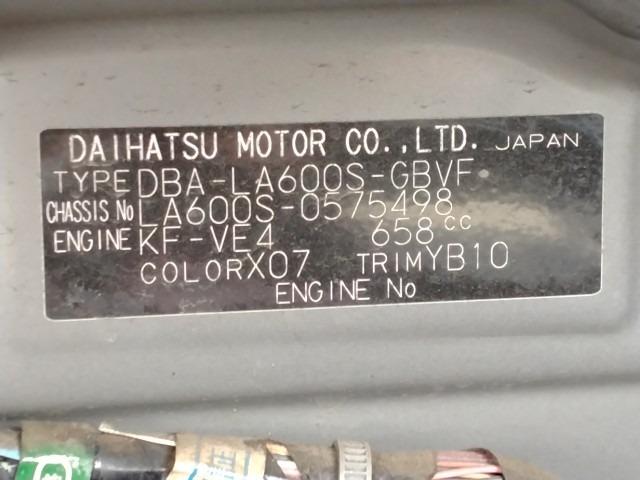 DAIHATSU MOTOR CO.,LTD. JAPAN
TYPE DBA-LA600S-GBVF
CHASSIS No LA600S-0575498
ENGINE KF-VE4 658cc
COLOR X07 TRIM YB10
ENGINE No